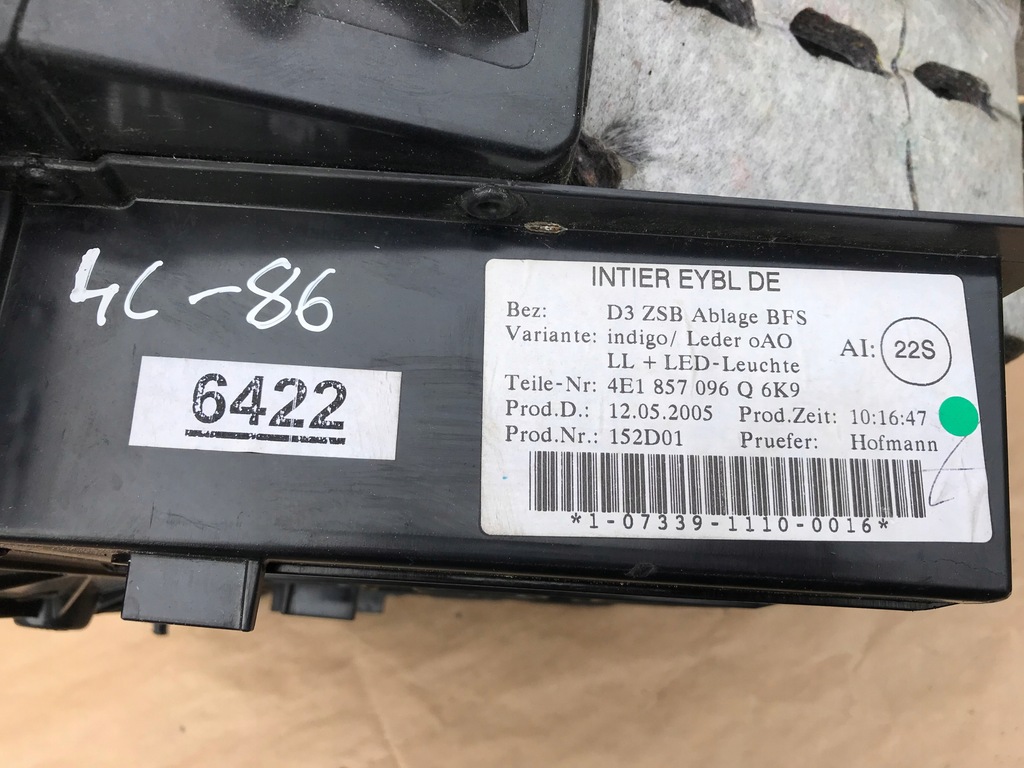 4C-86
6422
INTIER EYBL DE
Bez: D3 ZSB Ablage BFS
Variante: indigo/ Leder oAO
LL + LED-Leuchte
AI: 22S
Teile-Nr: 4E1 857 096 Q 6K9
Prod.D.: 12.05.2005 Prod.Zeit: 10:16:47
Prod.Nr.: 152D01 Pruefer: Hofmann
*1-07339-1110-0016*